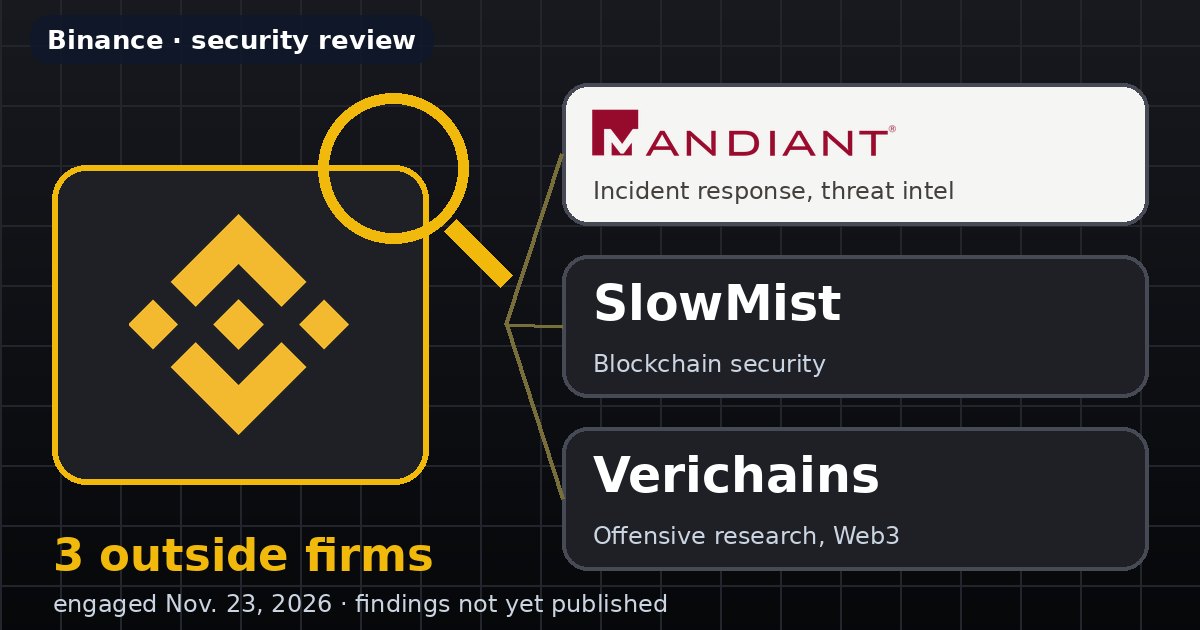 Binance · security review
MANDIANT®
Incident response, threat intel
SlowMist
Blockchain security
Verichains
Offensive research, Web3
3 outside firms
engaged Nov. 23, 2026 · findings not yet published